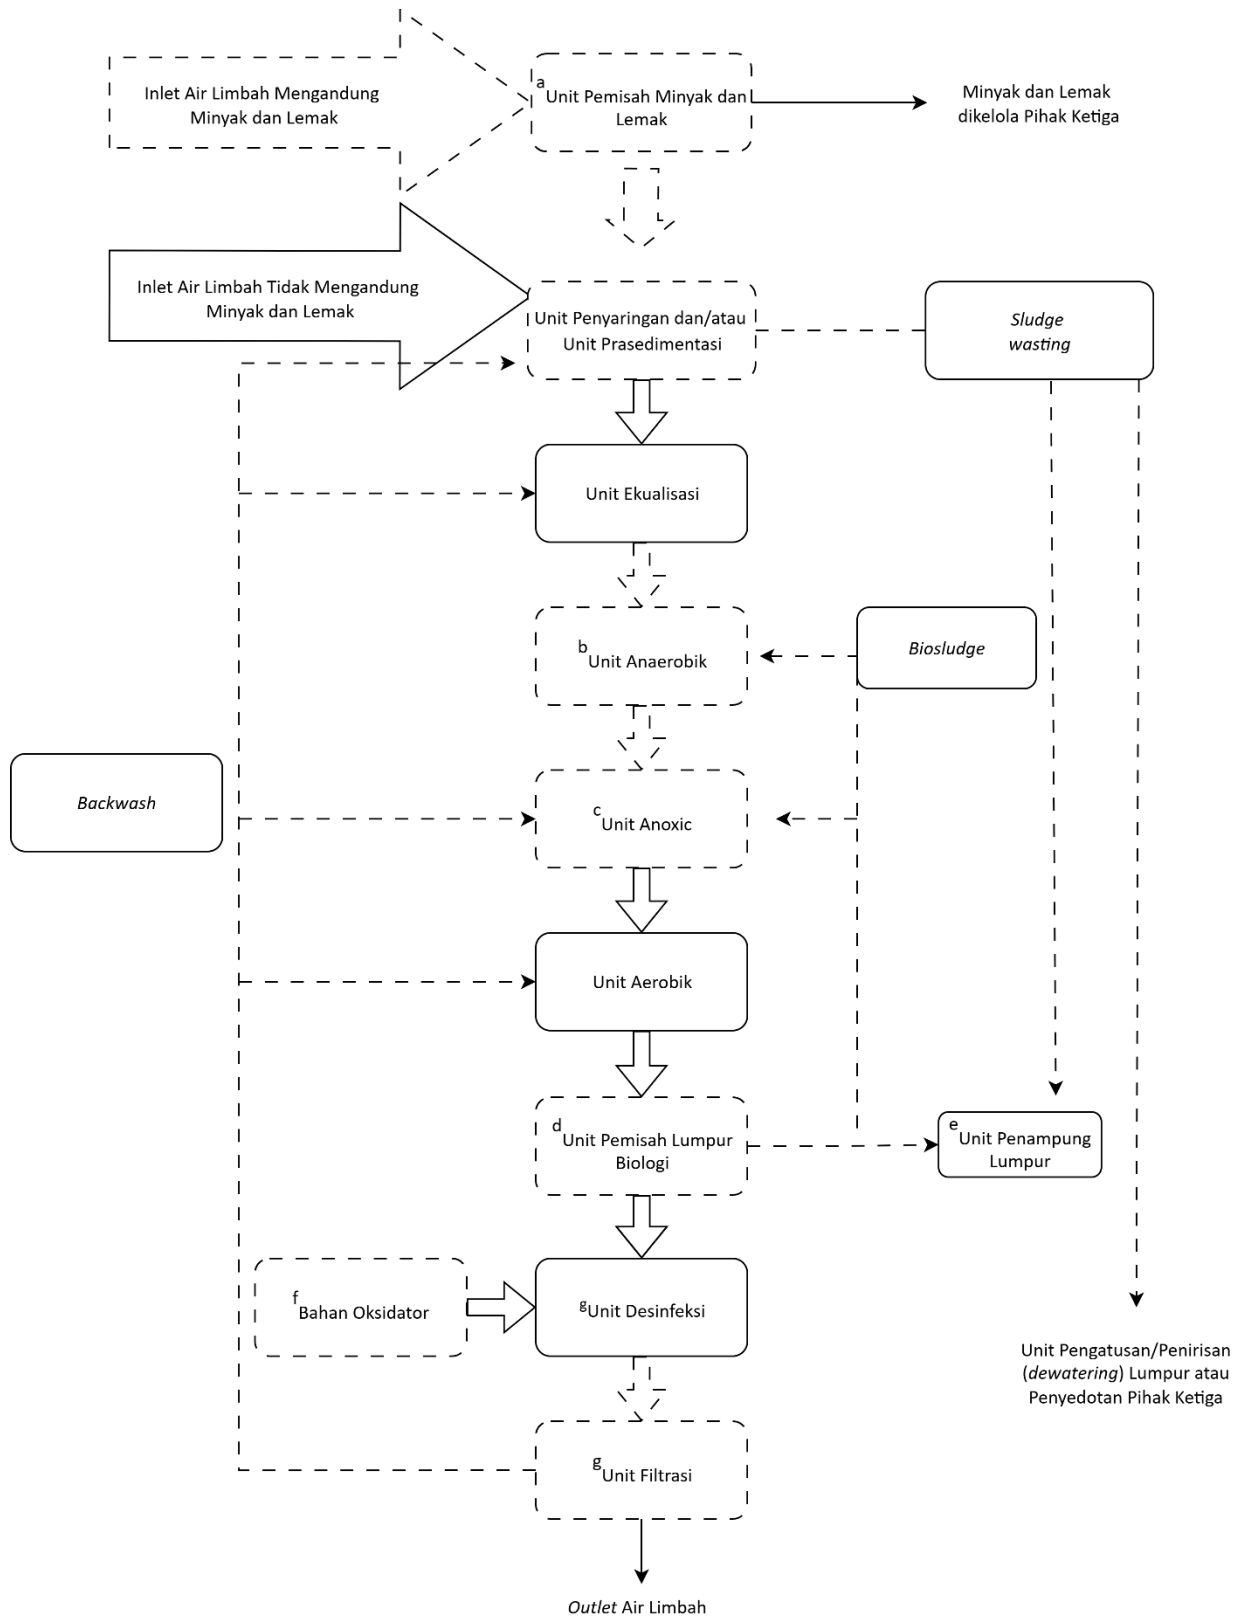 Inlet Air Limbah Mengandung
Minyak dan Lemak
a Unit Pemisah Minyak dan
Lemak
Minyak dan Lemak
dikelola Pihak Ketiga
Inlet Air Limbah Tidak Mengandung
Minyak dan Lemak
Unit Penyaringan dan/atau
Unit Prasedimentasi
Sludge
wasting
Unit Ekualisasi
b Unit Anaerobik
Biosludge
Backwash
c Unit Anoxic
Unit Aerobik
d Unit Pemisah Lumpur
Biologi
e Unit Penampung
Lumpur
f Bahan Oksidator
g Unit Desinfeksi
Unit Pengatusan/Penirisan
(dewatering) Lumpur atau
Penyedotan Pihak Ketiga
g Unit Filtrasi
Outlet Air Limbah